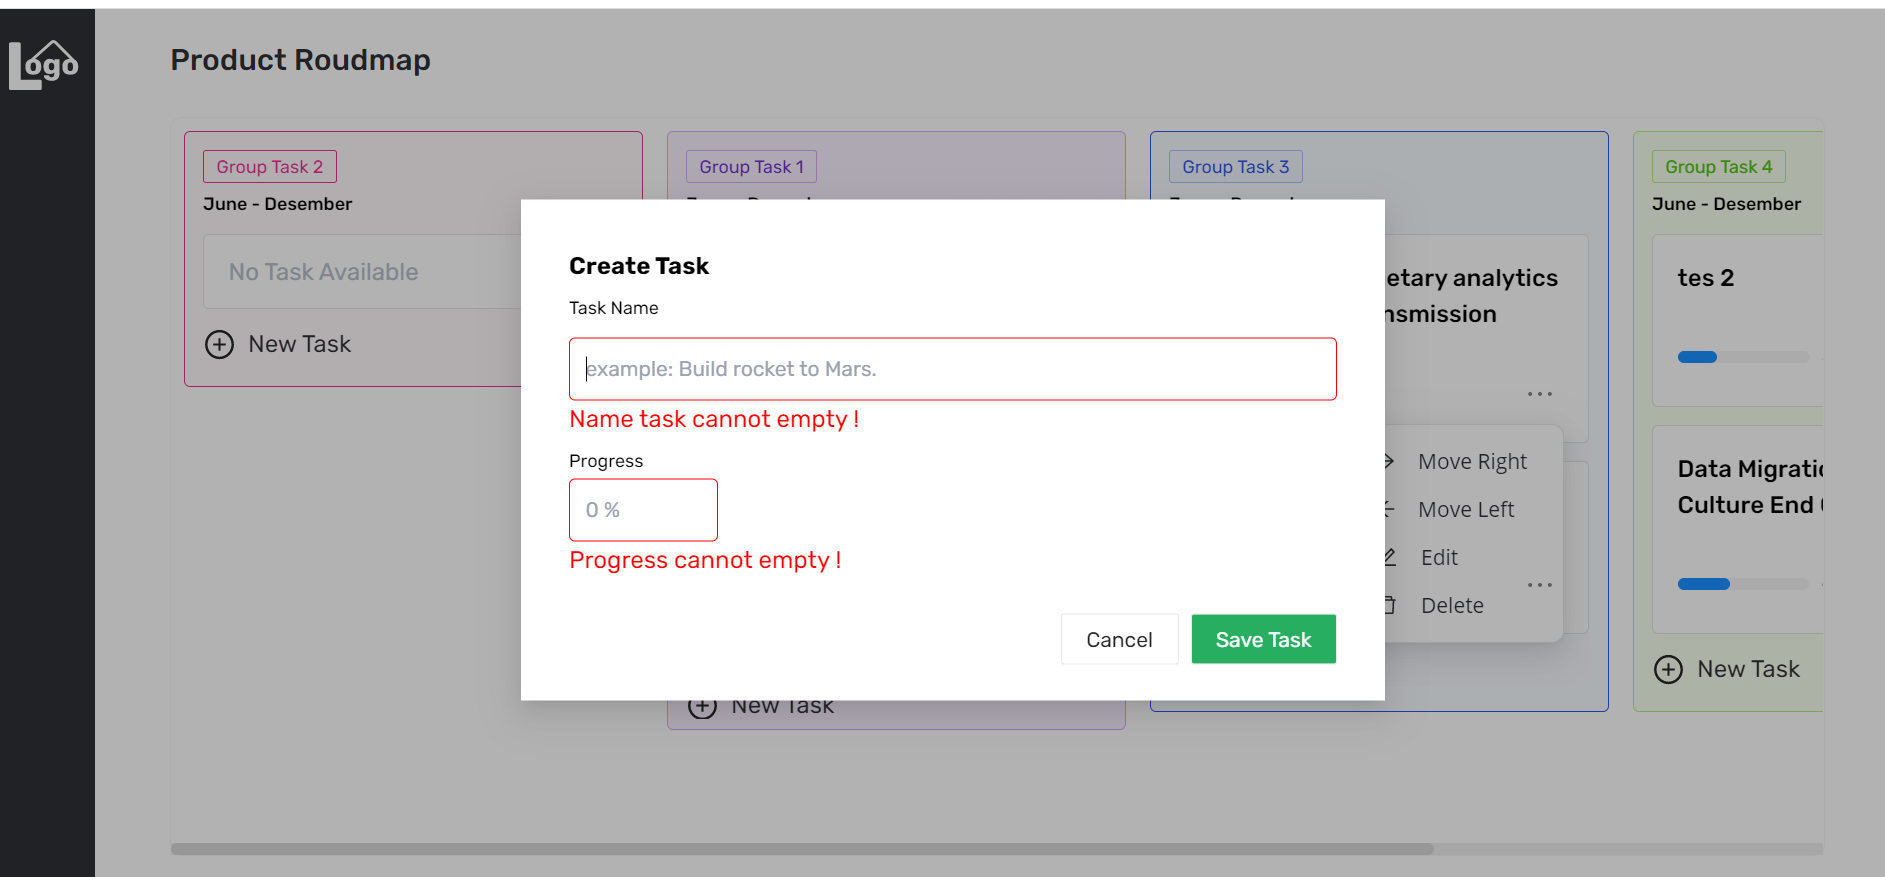 Logo
Product Roudmap
Group Task 2
June - Desember
No Task Available
New Task
Group Task 1
New Task
Group Task 3
etary analytics
nsmission
Move Right
Move Left
Edit
Delete
Group Task 4
June - Desember
tes 2
Data Migratio
Culture End
New Task
Create Task
Task Name
example: Build rocket to Mars.
Name task cannot empty !
Progress
0 %
Progress cannot empty !
Cancel
Save Task